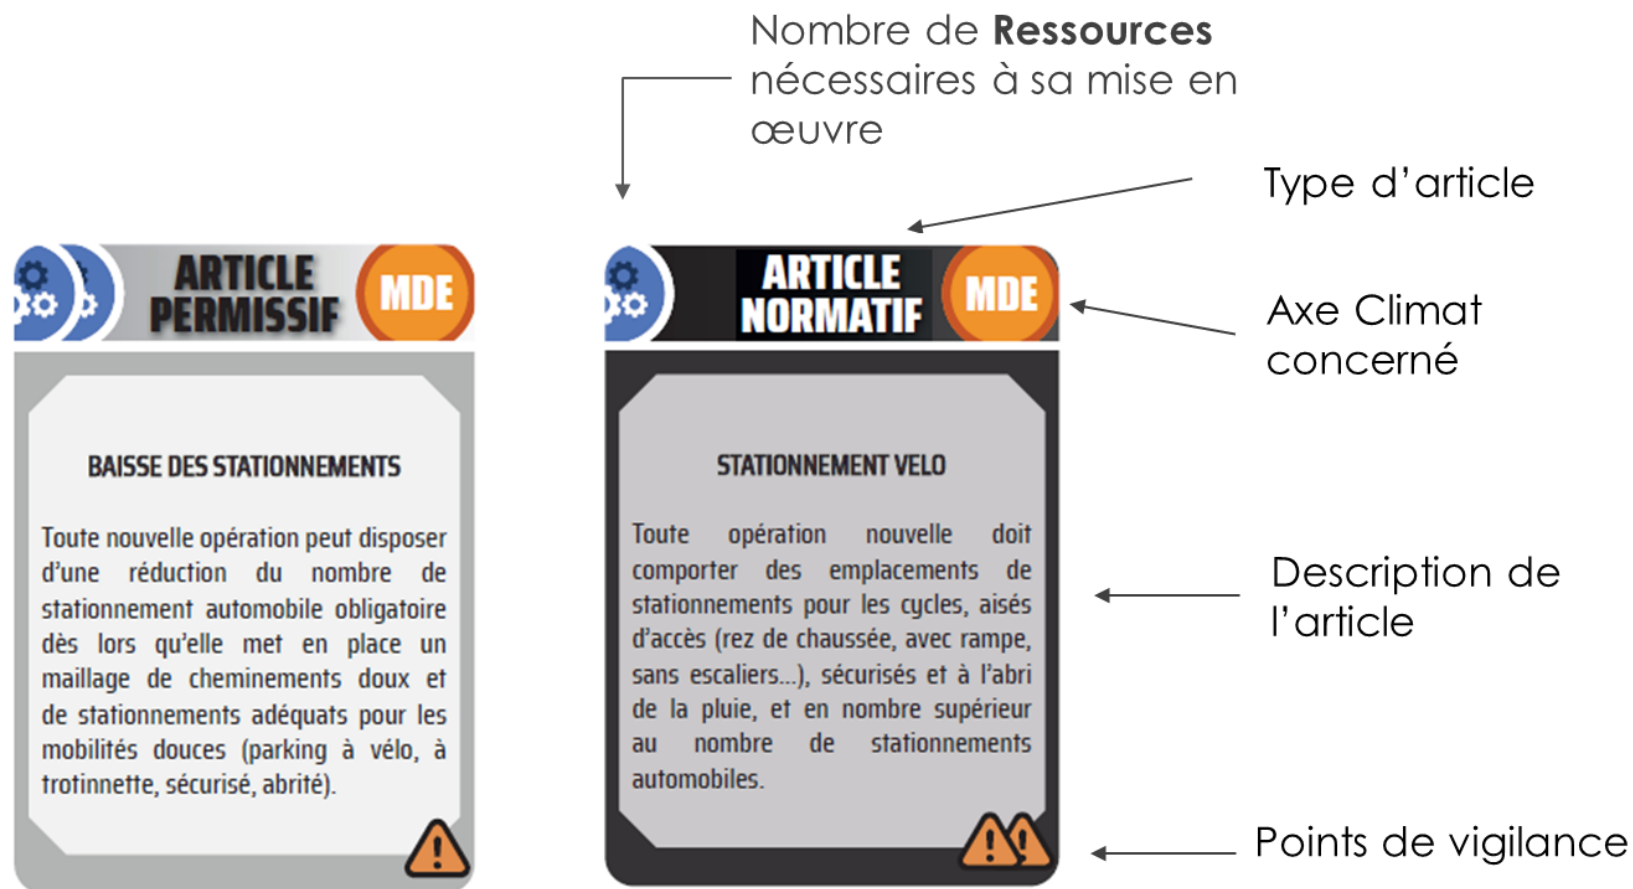 Nombre de Ressources
nécessaires à sa mise en
œuvre
Type d’article
Axe Climat
concerné
Description de
l’article
Points de vigilance
ARTICLE
PERMISSIF
MDE
BAISSE DES STATIONNEMENTS
Toute nouvelle opération peut disposer
d’une réduction du nombre de
stationnement automobile obligatoire
dès lors qu’elle met en place un
maillage de cheminements doux et
de stationnements adéquats pour les
mobilités douces (parking à vélo, à
trotinnette, sécurisé, abrité).
ARTICLE
NORMATIF
MDE
STATIONNEMENT VELO
Toute opération nouvelle doit
comporter des emplacements de
stationnements pour les cycles, aisés
d’accès (rez de chaussée, avec rampe,
sans escaliers...), sécurisés et à l’abri
de la pluie, et en nombre supérieur
au nombre de stationnements
automobiles.